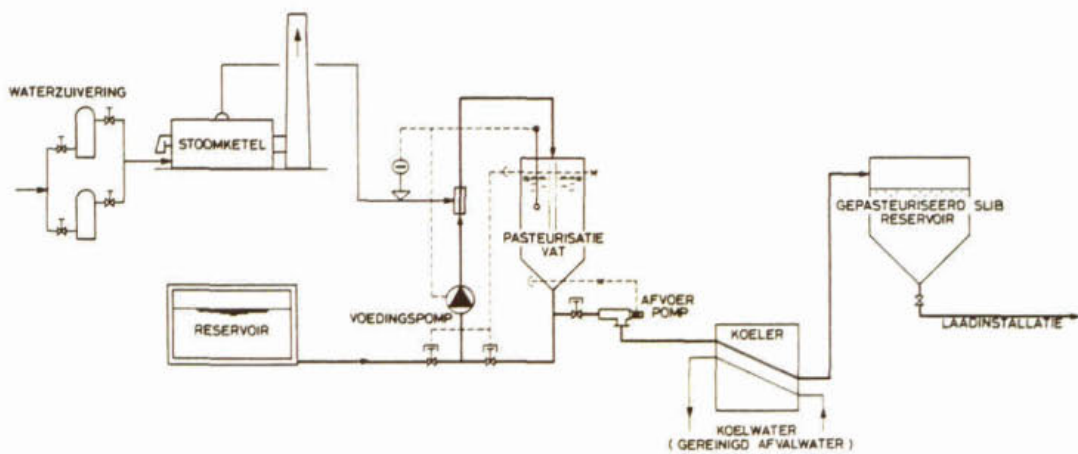 WATERZUIVERING
STOOMKETEL
PASTEURISATIE
VAT
GEPASTEURISEERD SLIB
RESERVOIR
RESERVOIR
VOEDINGSPOMP
AFVOER
POMP
KOELER
LAADINSTALLATIE
KOELWATER
( GEREINIGD AFVALWATER )